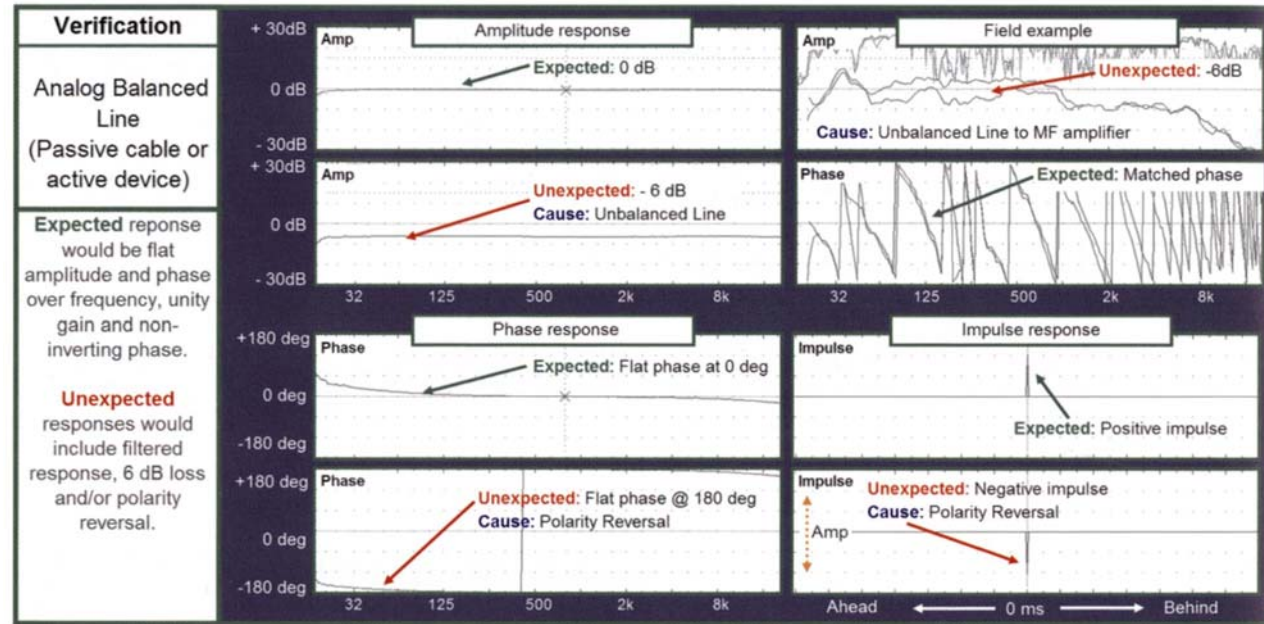 Verification
Analog Balanced
Line
(Passive cable or
active device)
Expected reponse
would be flat
amplitude and phase
over frequency, unity
gain and non-
inverting phase.
Unexpected
responses would
include filtered
response, 6 dB loss
and/or polarity
reversal.
Amplitude response
+ 30dB
0 dB
- 30dB
Amp
Expected: 0 dB
+ 30dB
0 dB
- 30dB
Amp
Unexpected: - 6 dB
Cause: Unbalanced Line
32 125 500 2k 8k
Field example
Amp
Unexpected: -6dB
Cause: Unbalanced Line to MF amplifier
Phase
Expected: Matched phase
32 125 500 2k 8k
Phase response
+180 deg
0 deg
-180 deg
Phase
Expected: Flat phase at 0 deg
+180 deg
0 deg
-180 deg
Phase
Unexpected: Flat phase @ 180 deg
Cause: Polarity Reversal
32 125 500 2k 8k
Impulse response
Impulse
Expected: Positive impulse
Impulse
Unexpected: Negative impulse
Cause: Polarity Reversal
Amp
Ahead 0 ms Behind